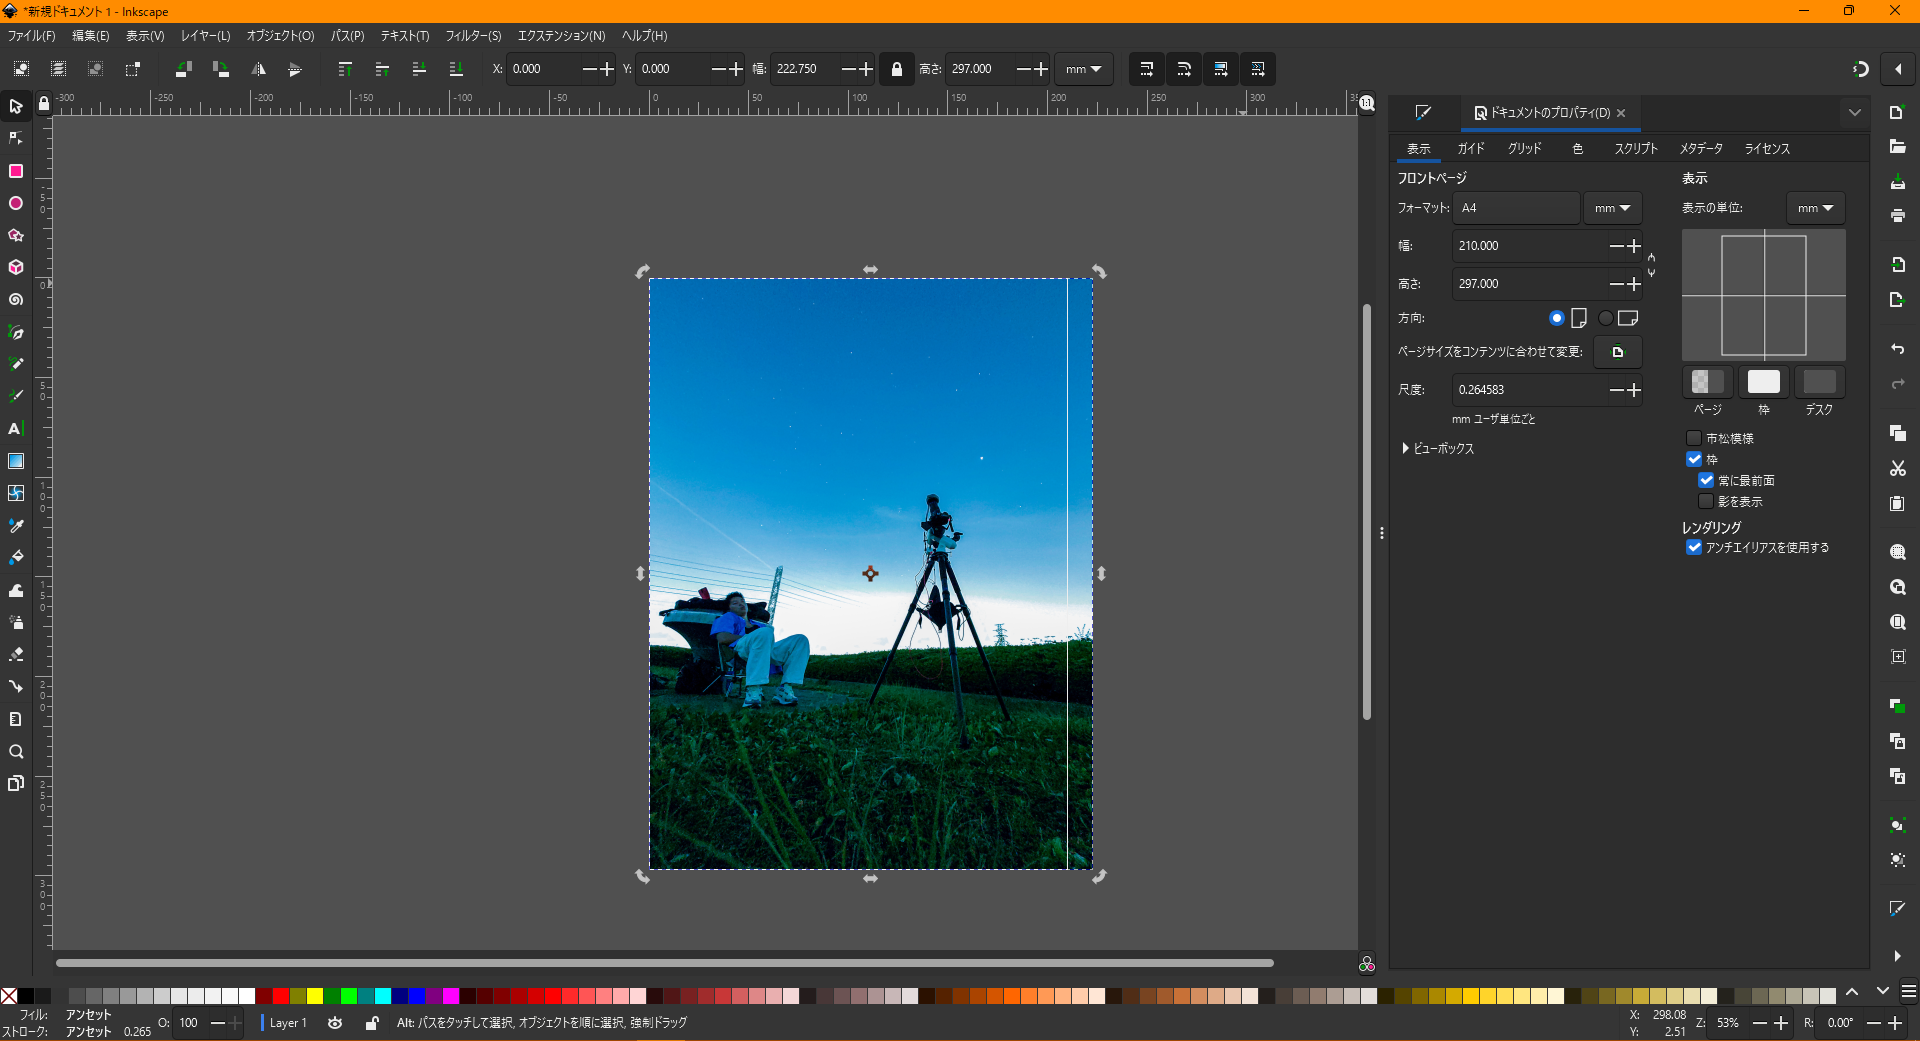 *新規ドキュメント 1 - Inkscape
ファイル(F) 編集(E) 表示(V) レイヤー(L) オブジェクト(O) パス(P) テキスト(T) フィルター(S) エクステンション(N) ヘルプ(H)
X: 0.000 Y: 0.000 幅: 222.750 高さ: 297.000 mm
-300 -250 -200 -150 -100 -50 0 50 100 150 200 250 300
1:1
ドキュメントのプロパティ(D)
表示 ガイド グリッド 色 スクリプト メタデータ ライセンス
フロントページ
フォーマット: A4 mm
幅: 210.000
高さ: 297.000
方向:
ページサイズをコンテンツに合わせて変更:
尺度: 0.264583
mm ユーザ単位ごと
ビューボックス
表示
表示の単位: mm
ページ 枠 デスク
市松模様
枠
常に最前面
影を表示
レンダリング
アンチエイリアスを使用する
フィル: アンセット
ストローク: アンセット 0.265
O: 100
Layer 1
Alt: パスをタッチして選択, オブジェクトを順に選択, 強制ドラッグ
X: 298.08
Y: 2.51
Z: 53%
R: 0.00°